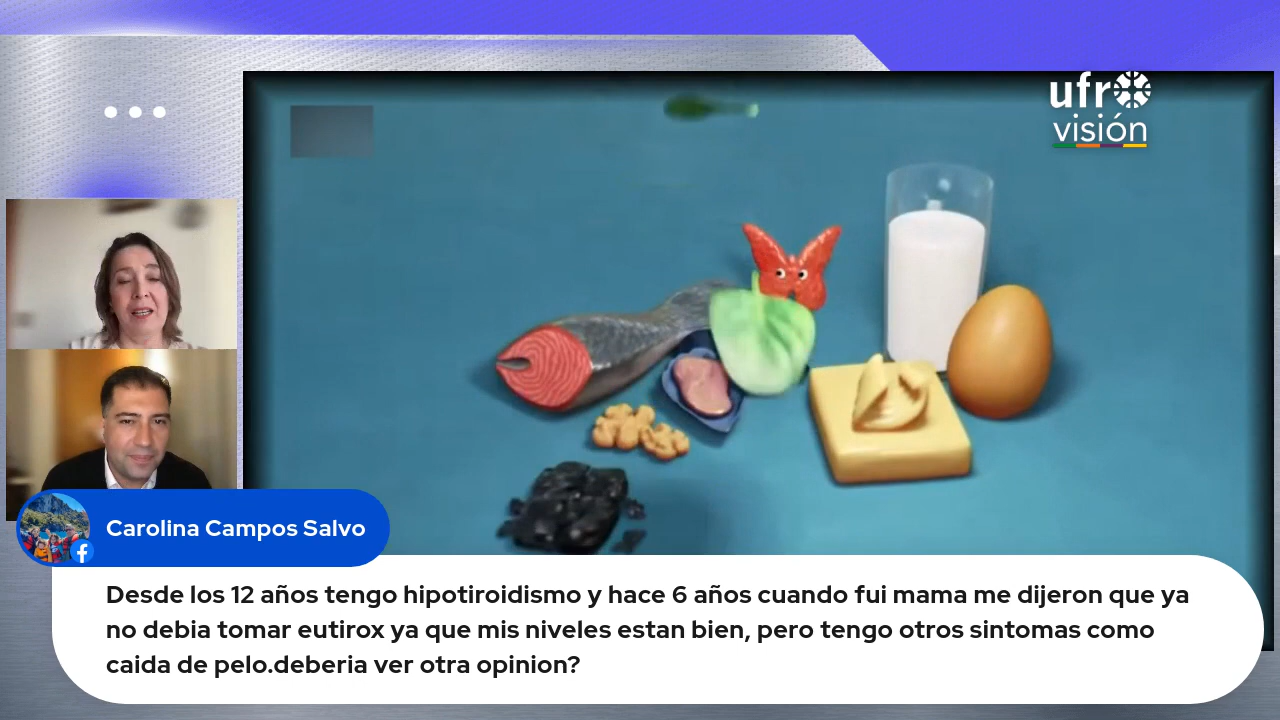 ufro
visión
Carolina Campos Salvo
Desde los 12 años tengo hipotiroidismo y hace 6 años cuando fui mama me dijeron que ya
no debia tomar eutirox ya que mis niveles estan bien, pero tengo otros sintomas como
caida de pelo.deberia ver otra opinion?